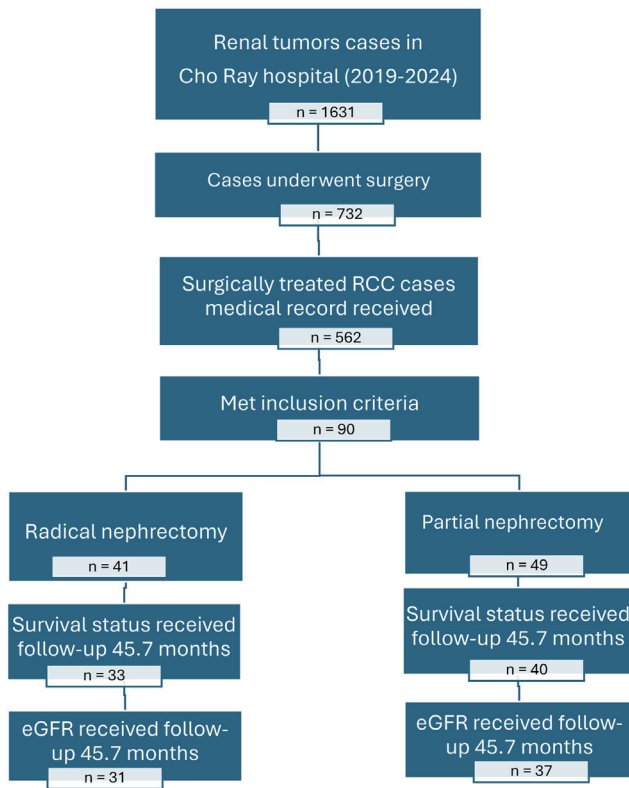 Renal tumors cases in
Cho Ray hospital (2019-2024)
n = 1631
Cases underwent surgery
n = 732
Surgically treated RCC cases
medical record received
n = 562
Met inclusion criteria
n = 90
Radical nephrectomy
n = 41
Partial nephrectomy
n = 49
Survival status received
follow-up 45.7 months
n = 33
Survival status received
follow-up 45.7 months
n = 40
eGFR received follow-
up 45.7 months
n = 31
eGFR received follow-
up 45.7 months
n = 37